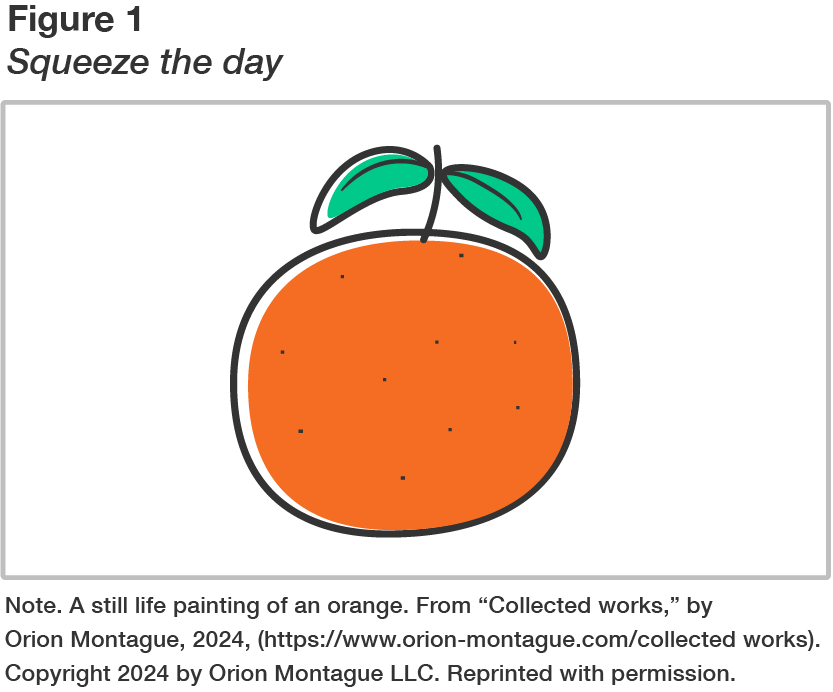 Figure 1
Squeeze the day
Note. A still life painting of an orange. From “Collected works,” by
Orion Montague, 2024, (https://www.orion-montague.com/collected works).
Copyright 2024 by Orion Montague LLC. Reprinted with permission.